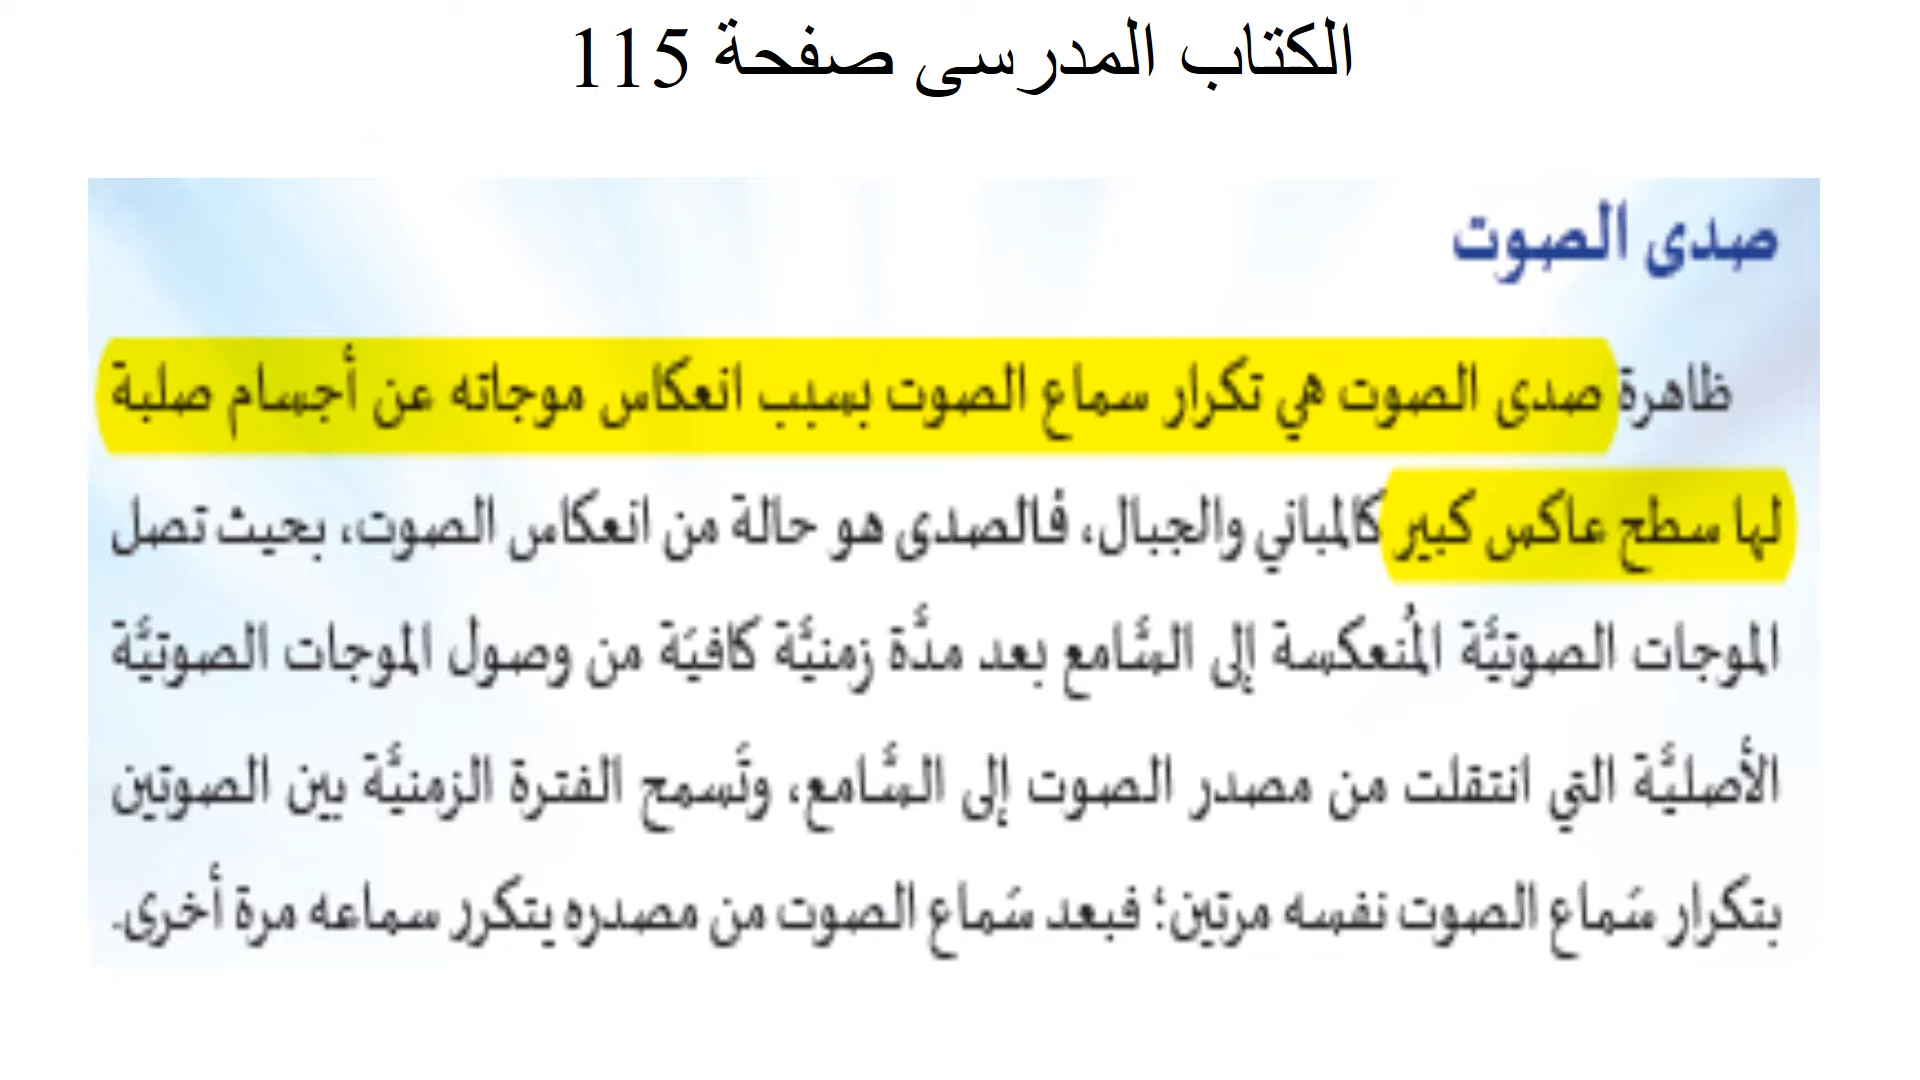 الكتاب المدرسى صفحة 115
صدى الصوت
ظاهرة صدى الصوت هي تكرار سماع الصوت بسبب انعكاس موجاته عن أجسام صلبة
لها سطح عاكس كبير كالمباني والجبال، فالصدى هو حالة من انعكاس الصوت، بحيث تصل
الموجات الصوتيَّة المُنعكسة إلى السَّامع بعد مدَّة زمنيَّة كافيَة من وصول الموجات الصوتيَّة
الأصليَّة التي انتقلت من مصدر الصوت إلى السَّامع، وتَسمح الفترة الزمنيَّة بين الصوتين
بتكرار سَماع الصوت نفسه مرتين؛ فبعد سَماع الصوت من مصدره يتكرر سماعه مرة أخرى.